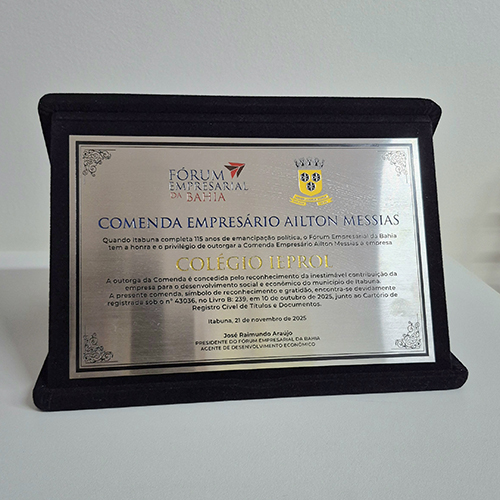 FÓRUM
EMPRESARIAL
DA BAHIA
COMENDA EMPRESÁRIO AILTON MESSIAS
Quando Itabuna completa 115 anos de emancipação política, o Fórum Empresarial da Bahia
tem a honra e o privilégio de outorgar a Comenda Empresário Ailton Messias a empresa
COLÉGIO IEPROL
A outorga da Comenda é concedida pelo reconhecimento da inestimável contribuição da
empresa para o desenvolvimento social e econômico do município de Itabuna.
A presente comenda, símbolo de reconhecimento e gratidão, encontra-se devidamente
registrada sob o nº 43036, no Livro B: 239, em 10 de outubro de 2025, junto ao Cartório de
Registro Cível de Títulos e Documentos.
Itabuna, 21 de novembro de 2025
José Raimundo Araújo
PRESIDENTE DO FÓRUM EMPRESARIAL DA BAHIA
AGENTE DE DESENVOLVIMENTO ECONÔMICO